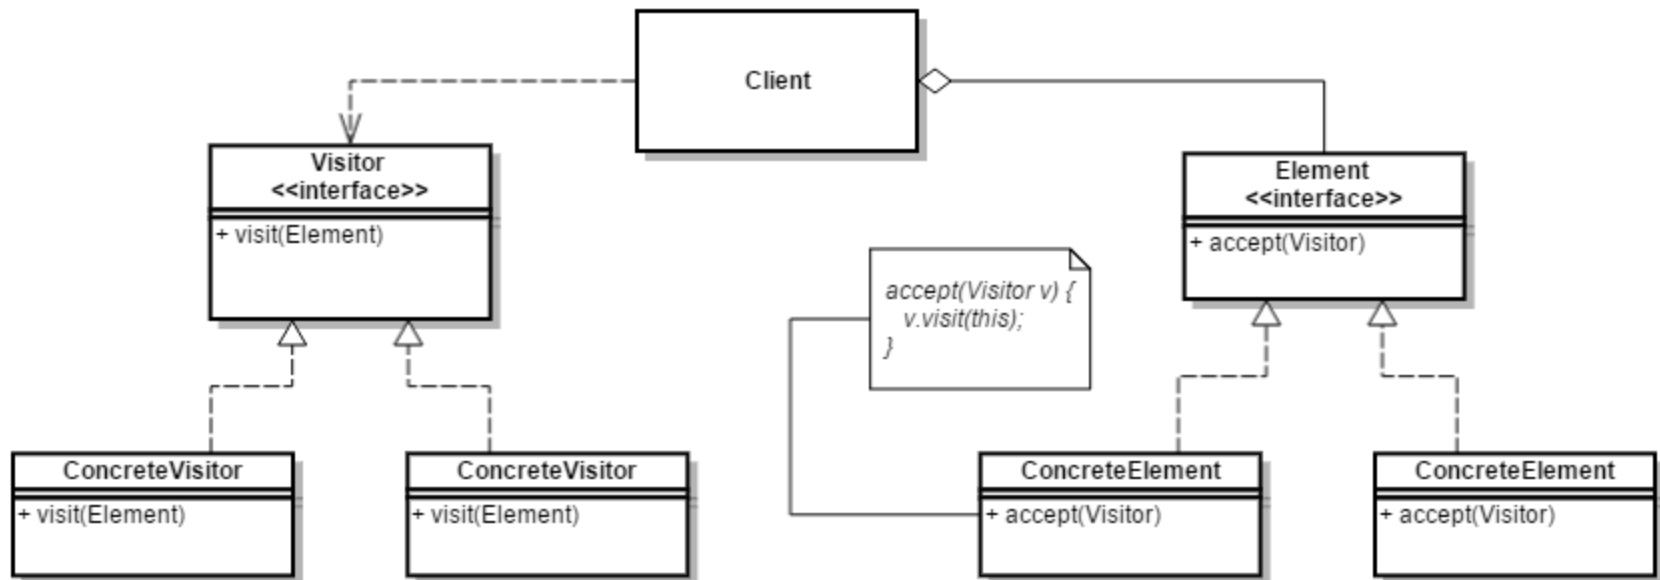 Client
Visitor
<<interface>>
+ visit(Element)
Element
<<interface>>
+ accept(Visitor)
accept(Visitor v) {
v.visit(this);
}
ConcreteVisitor
+ visit(Element)
ConcreteVisitor
+ visit(Element)
ConcreteElement
+ accept(Visitor)
ConcreteElement
+ accept(Visitor)